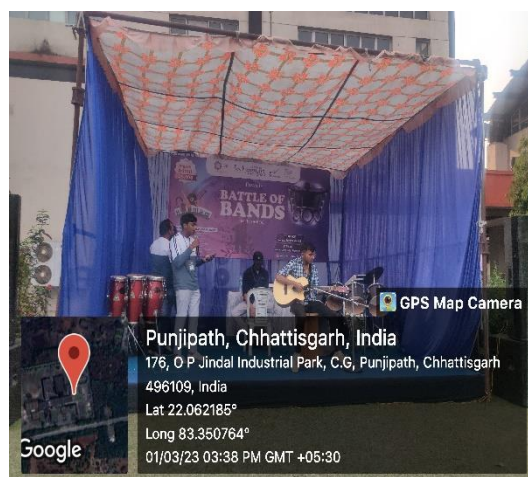 BATTLE OF
BANDS
GPS Map Camera
Punjipath, Chhattisgarh, India
176, O P Jindal Industrial Park, C.G, Punjipath, Chhattisgarh
496109, India
Lat 22.062185°
Long 83.350764°
01/03/23 03:38 PM GMT +05:30
Google